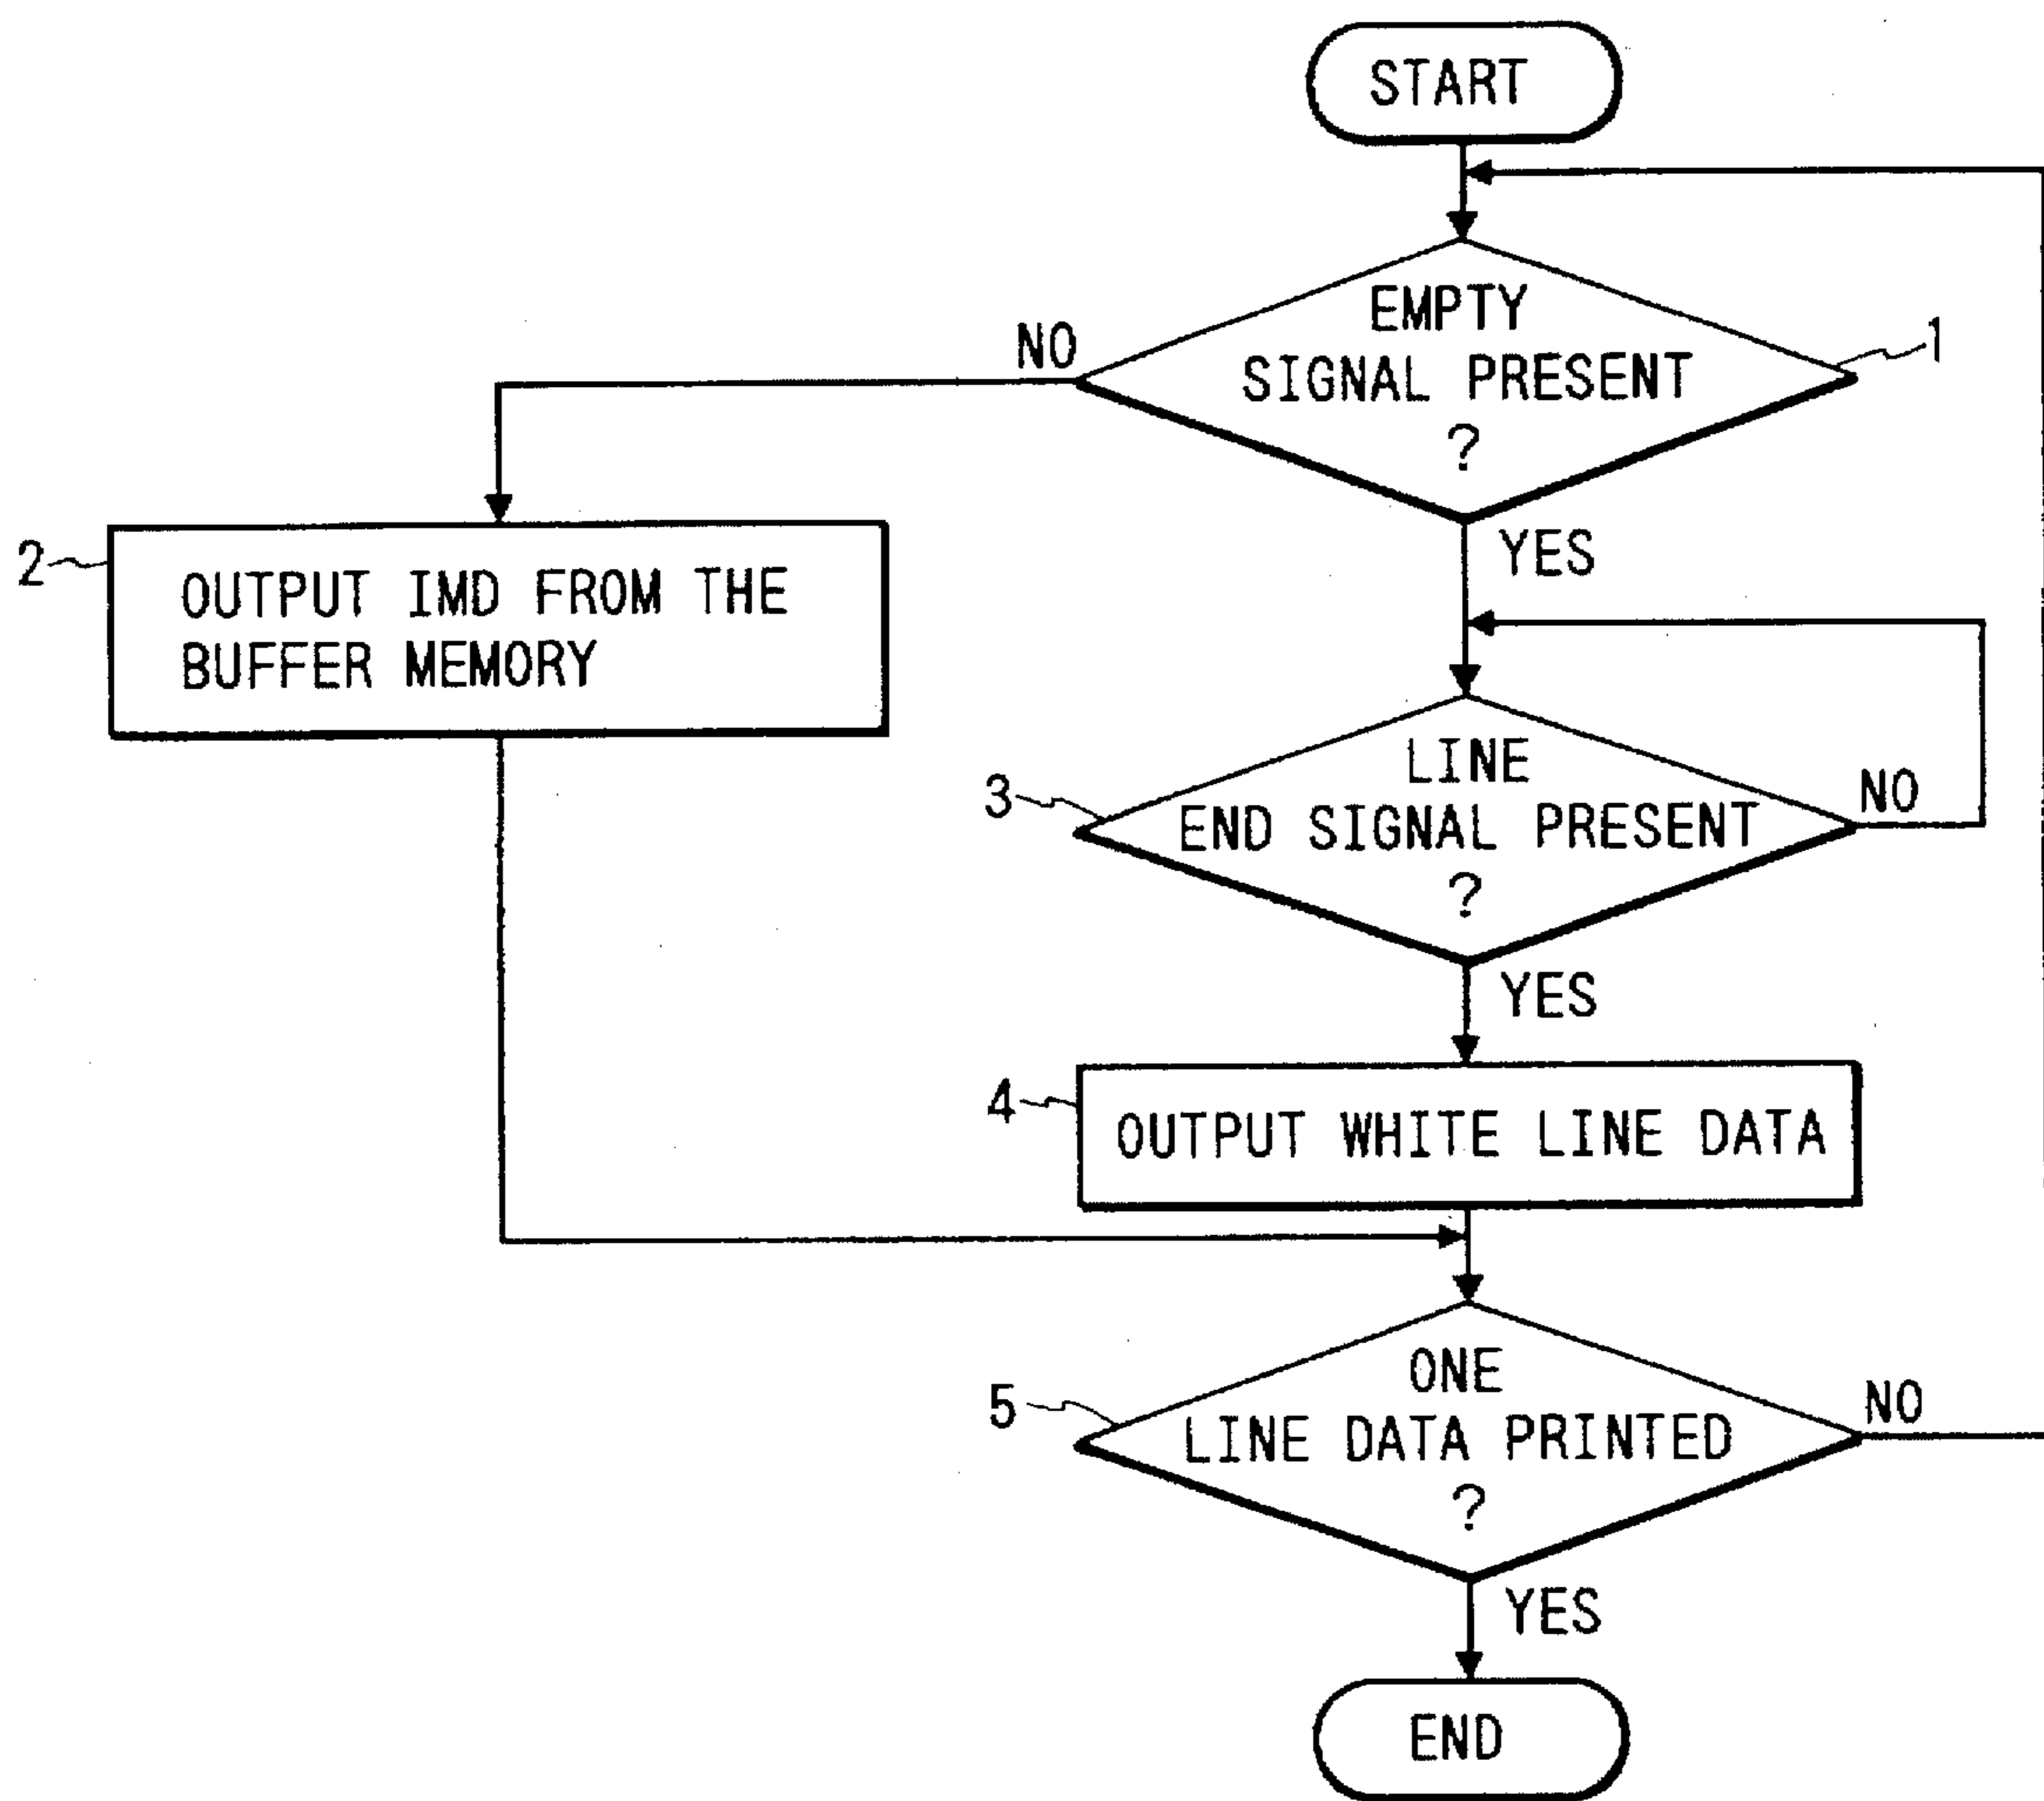 START
EMPTY
SIGNAL PRESENT
?
1
NO
YES
2
OUTPUT IMD FROM THE
BUFFER MEMORY
LINE
END SIGNAL PRESENT
?
3
NO
YES
4
OUTPUT WHITE LINE DATA
ONE
LINE DATA PRINTED
?
5
NO
YES
END